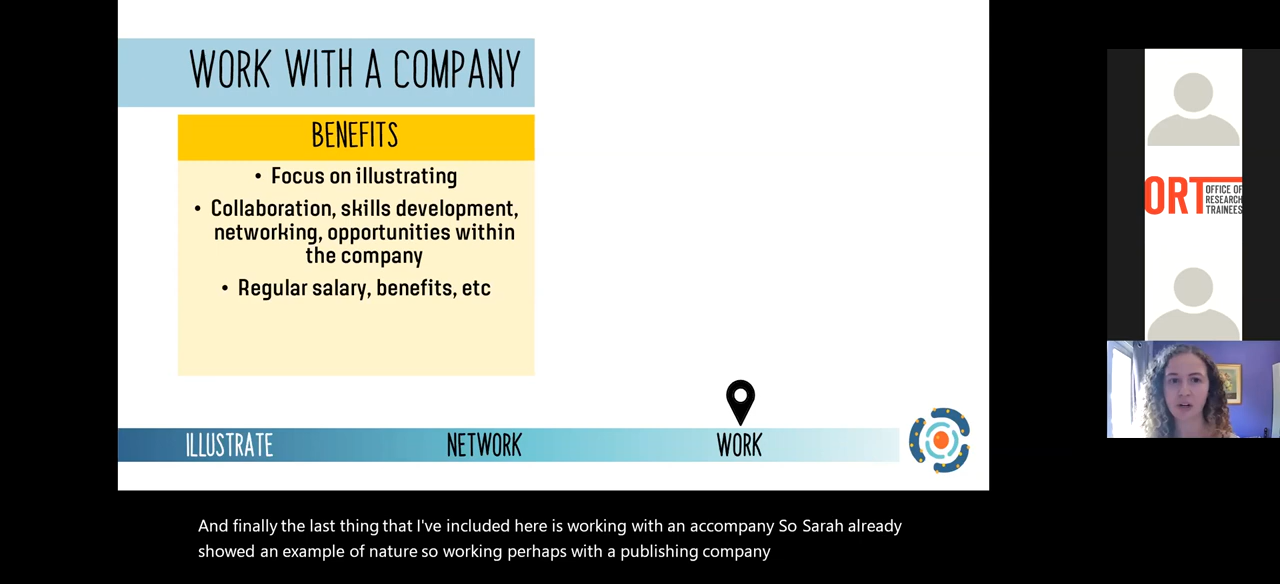 WORK WITH A COMPANY
BENEFITS
• Focus on illustrating
• Collaboration, skills development,
networking, opportunities within
the company
• Regular salary, benefits, etc
ILLUSTRATE
NETWORK
WORK
ORT
OFFICE OF
RESEARCH
TRAINEES
And finally the last thing that I've included here is working with an accompany So Sarah already
showed an example of nature so working perhaps with a publishing company